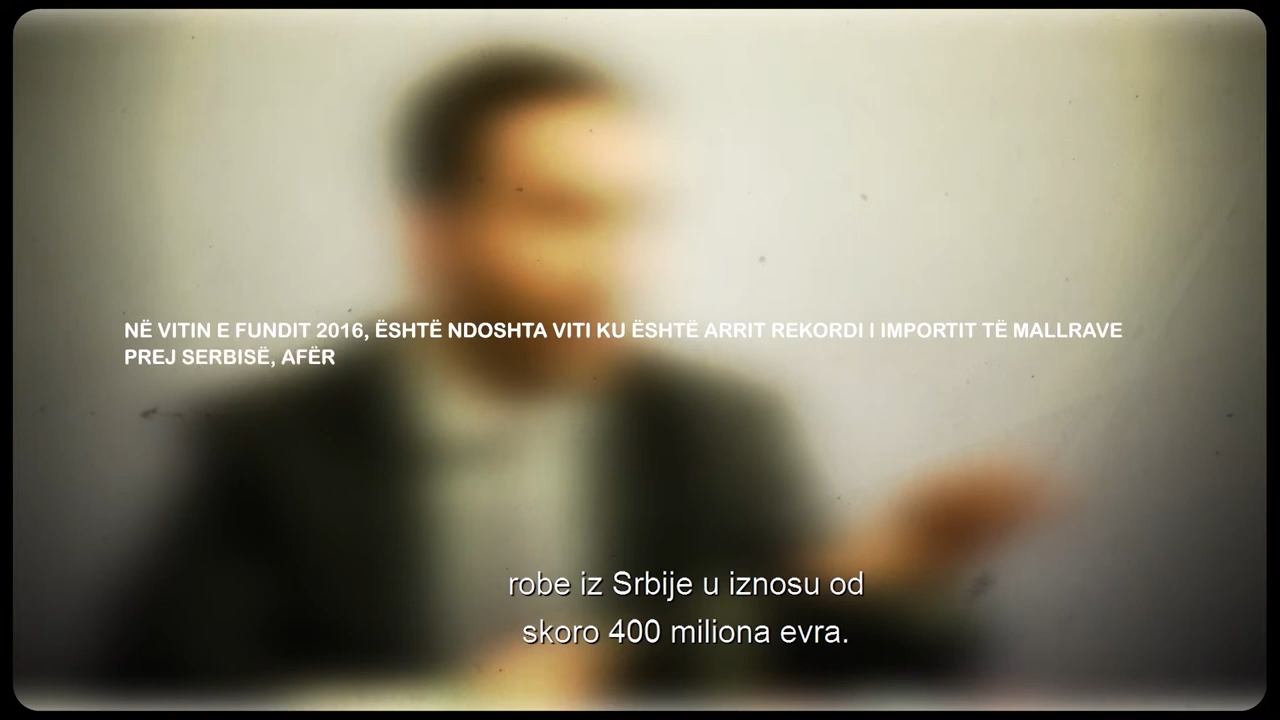 NË VITIN E FUNDIT 2016, ËSHTË NDOSHTA VITI KU ËSHTË ARRIT REKORDI I IMPORTIT TË MALLRAVE
PREJ SERBISË, AFËR
robe iz Srbije u iznosu od
skoro 400 miliona evra.